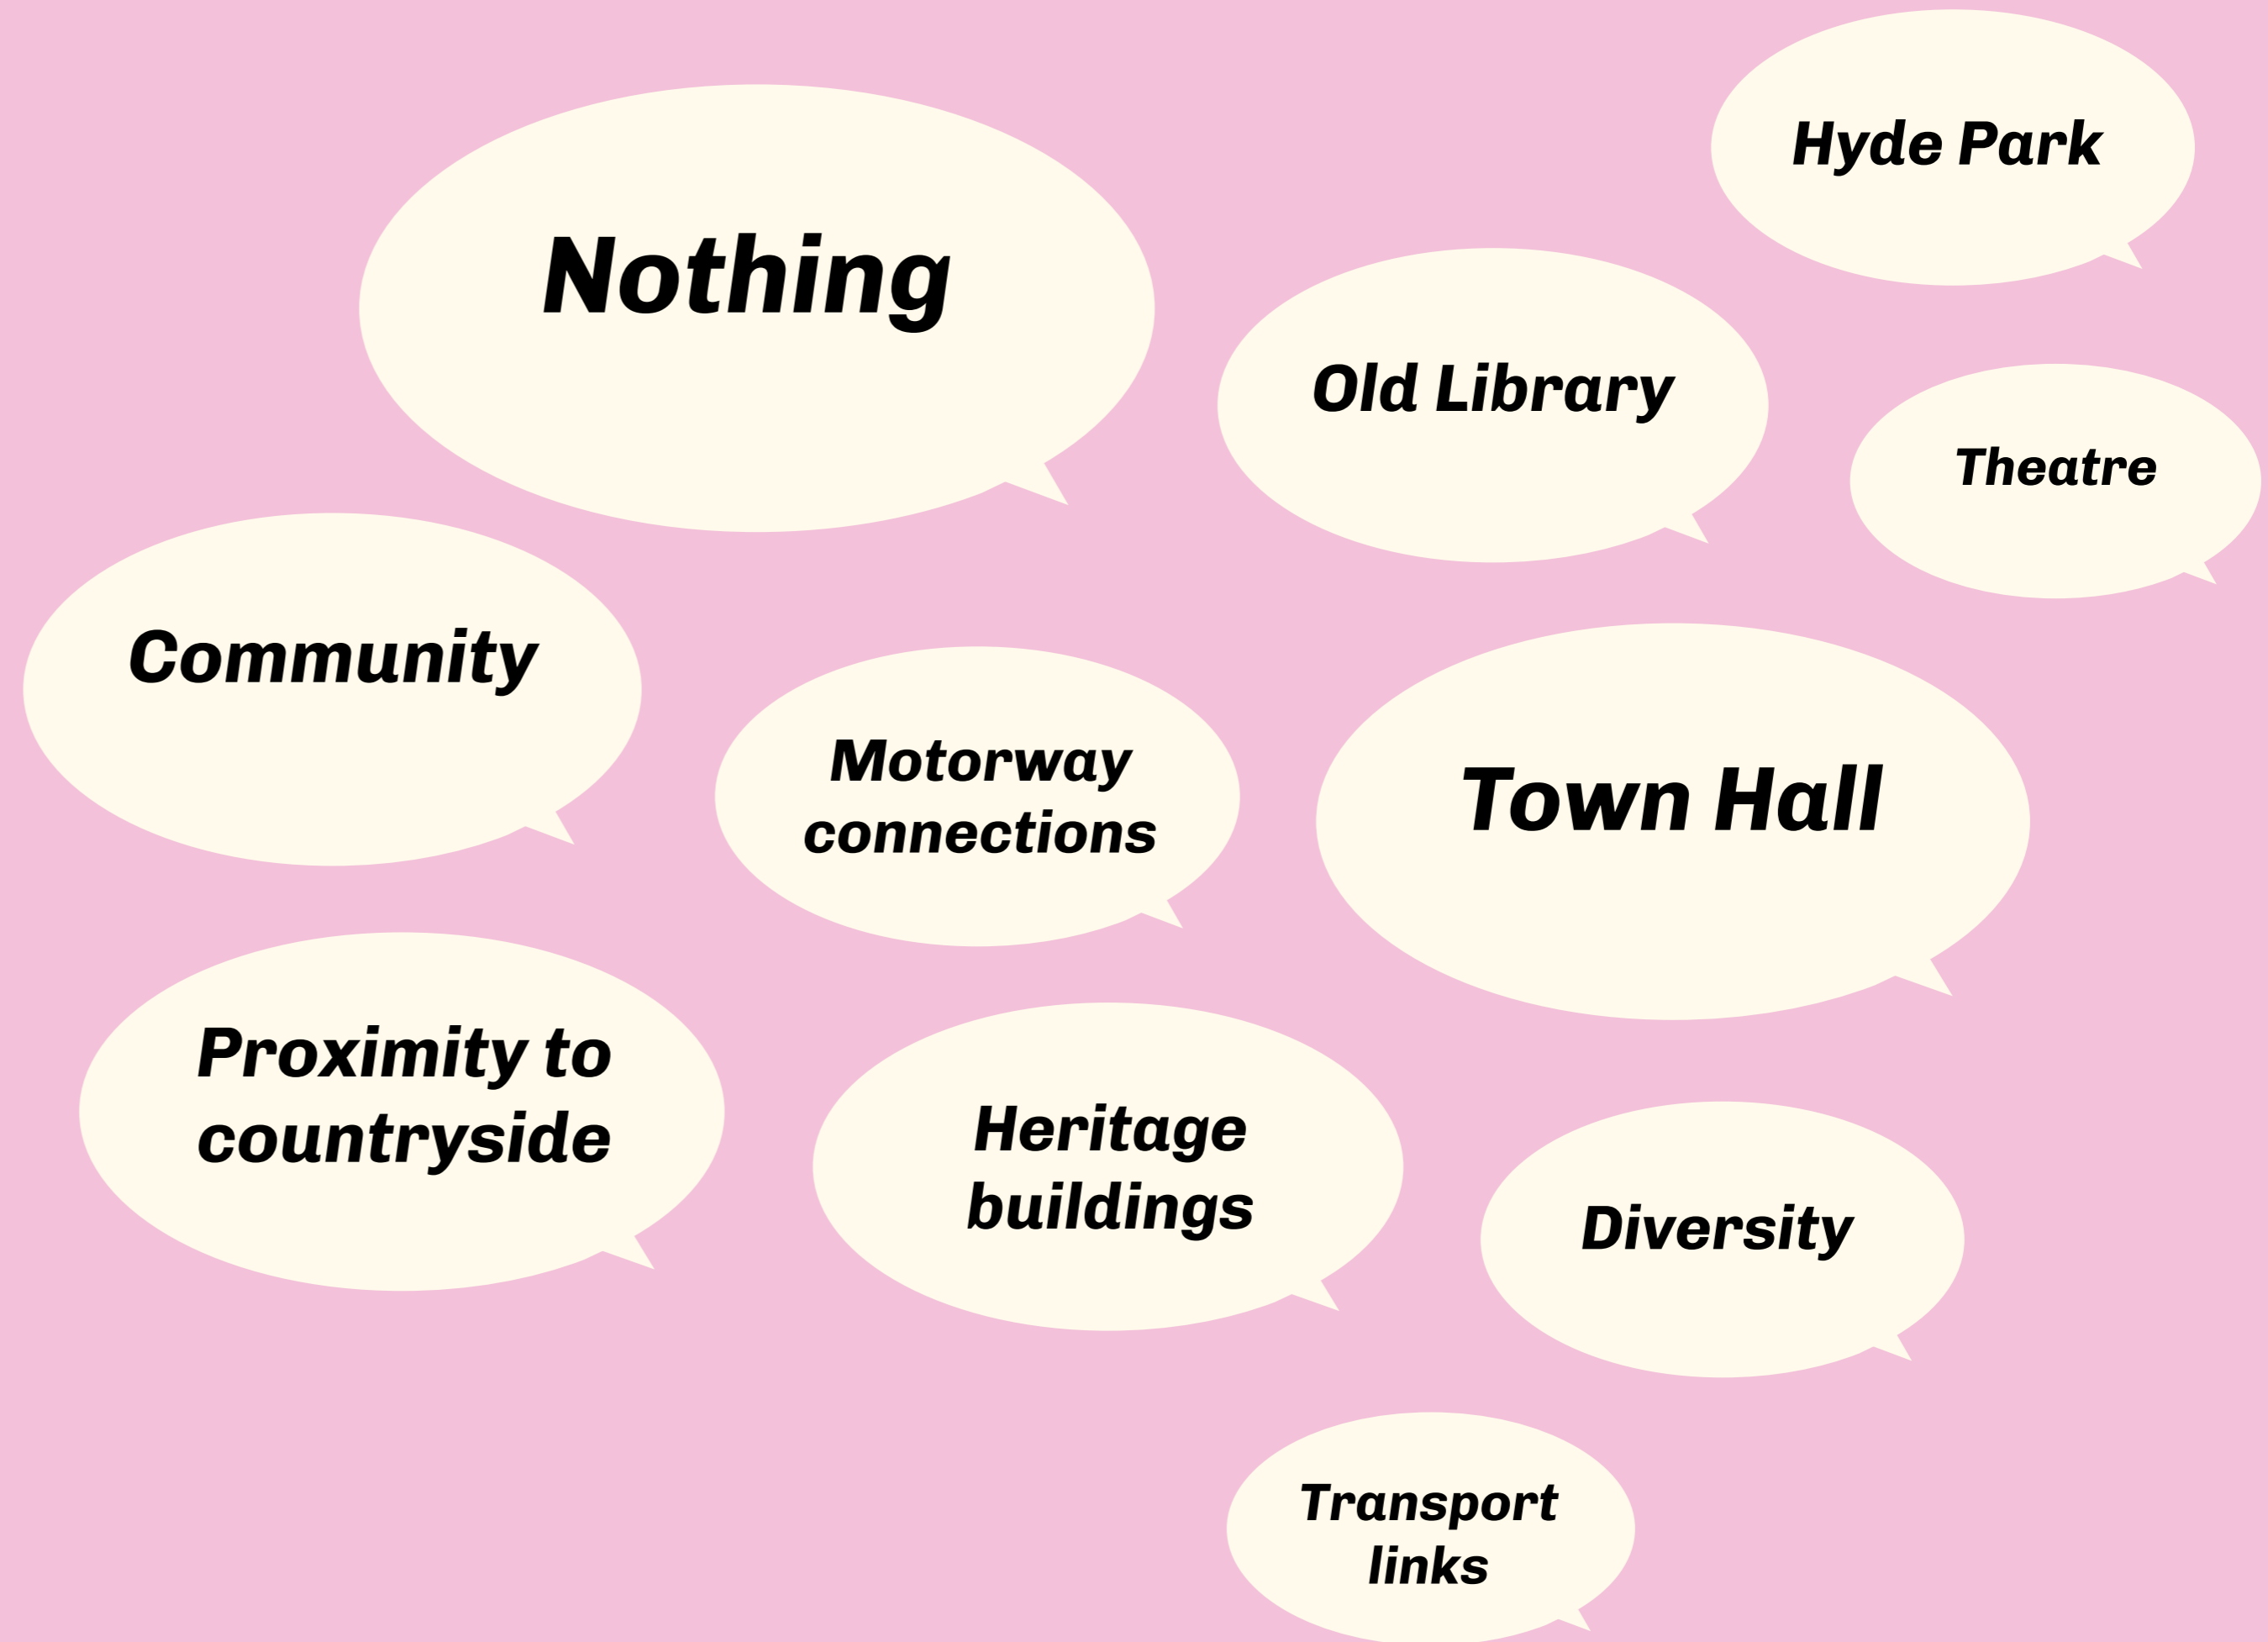 Hyde Park
Nothing
Old Library
Theatre
Community
Motorway
connections
Town Hall
Proximity to
countryside
Heritage
buildings
Diversity
Transport
links